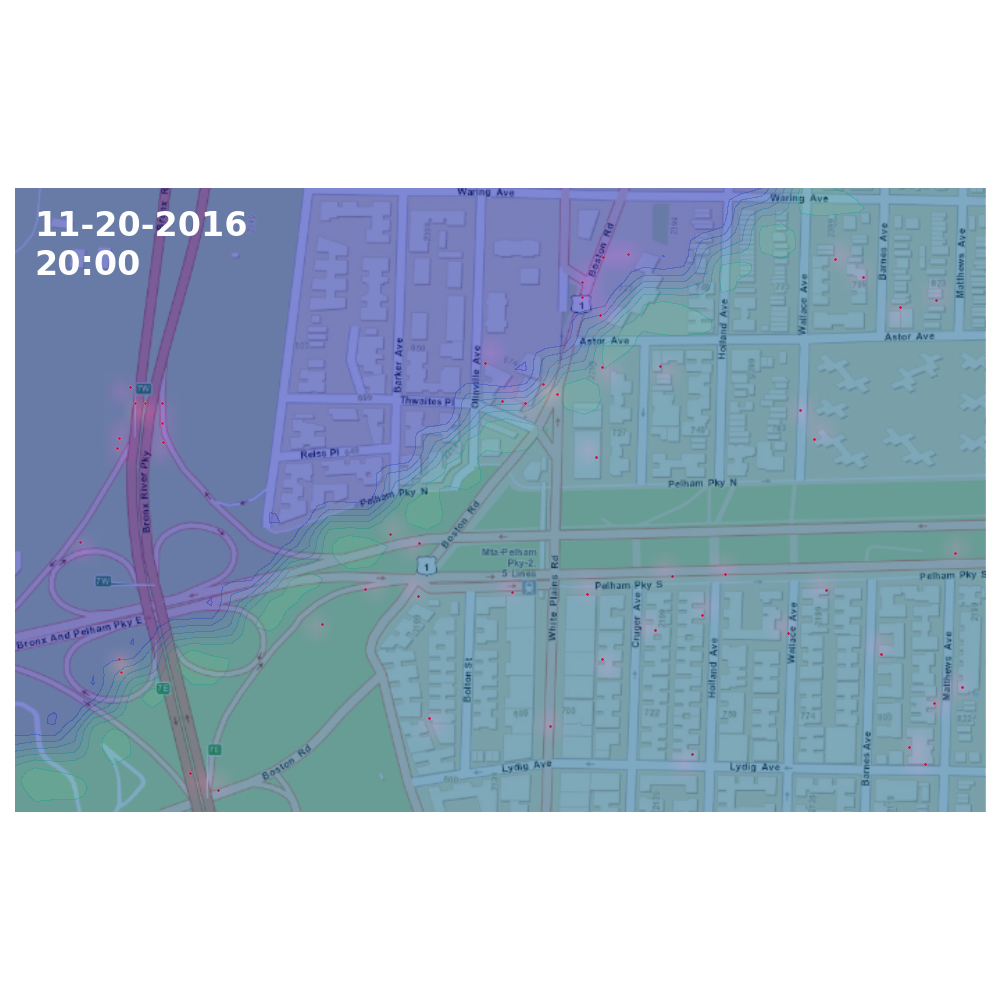 11-20-2016
20:00
Waring Ave
Waring Ave
Boston Rd
1
Barnes Ave
Matthews Ave
Wallace Ave
Holland Ave
Astor Ave
Astor Ave
Barker Ave
Olinville Ave
7W
Thwaites Pl
Reiss Pl
Bronx River Pky
Pelham Pky N
Pelham Pky N
Boston Rd
1
Mta-Pelham
Pky-2,
5 Lines
White Plains Rd
7W
Pelham Pky S
Pelham Pky S
Bronx And Pelham Pky E
Cruger Ave
Holland Ave
Wallace Ave
Matthews Ave
Bolton St
7E
7E
Boston Rd
Lydig Ave
Lydig Ave
Barnes Ave